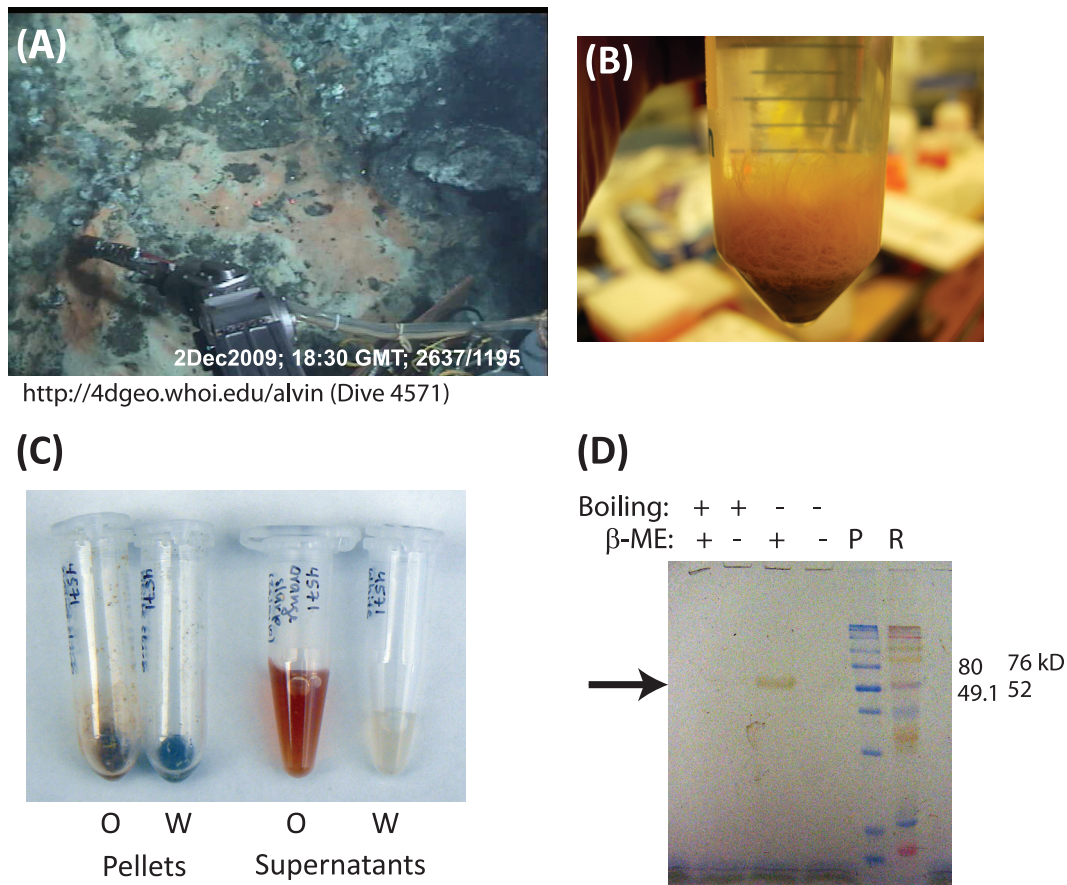 (A)
2Dec2009; 18:30 GMT; 2637/1195
http://4dgeo.whoi.edu/alvin (Dive 4571)
(B)
(C)
4571
4571
4571
orange
4571
O W O W
Pellets Supernatants
(D)
Boiling: + + - -
β-ME: + - + - P R
80 76 kD
49.1 52